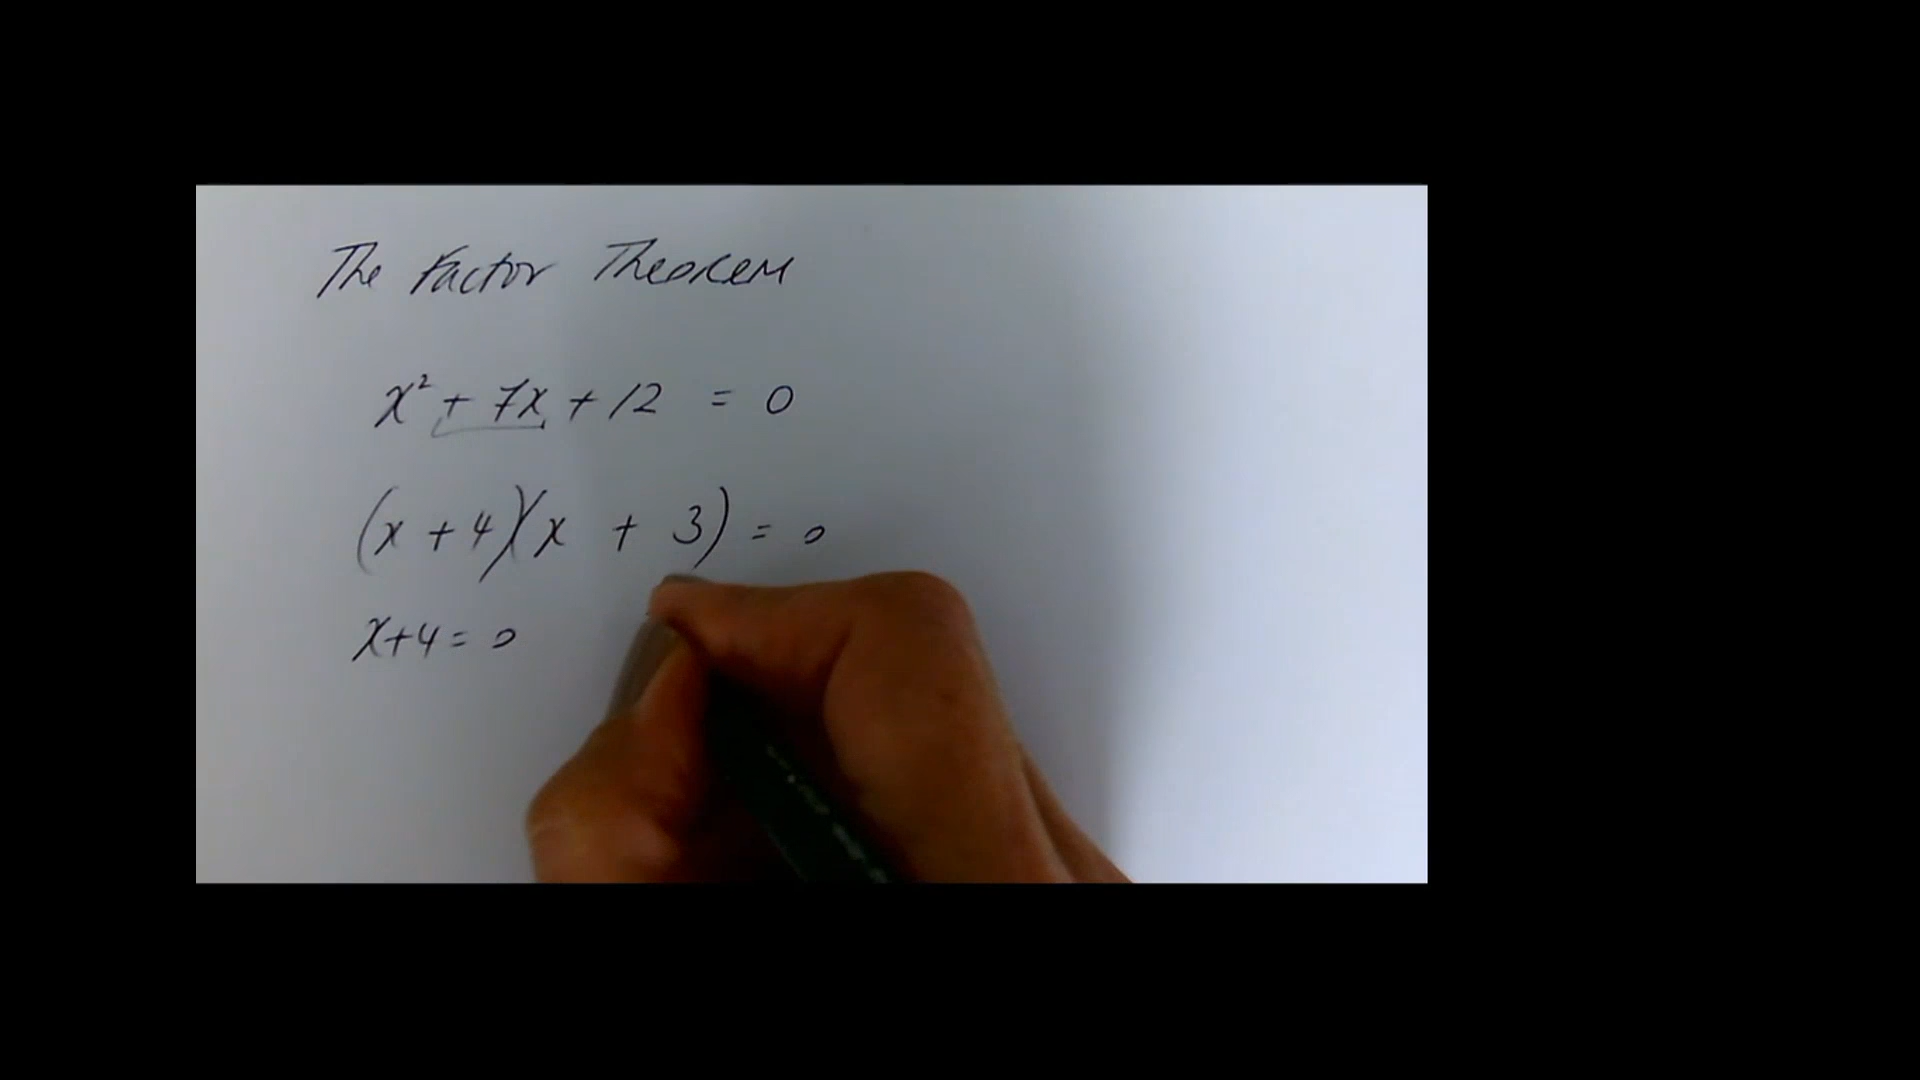 The Factor Theorem
x² + 7x + 12 = 0
(x + 4)(x + 3) = 0
x+4 = 0